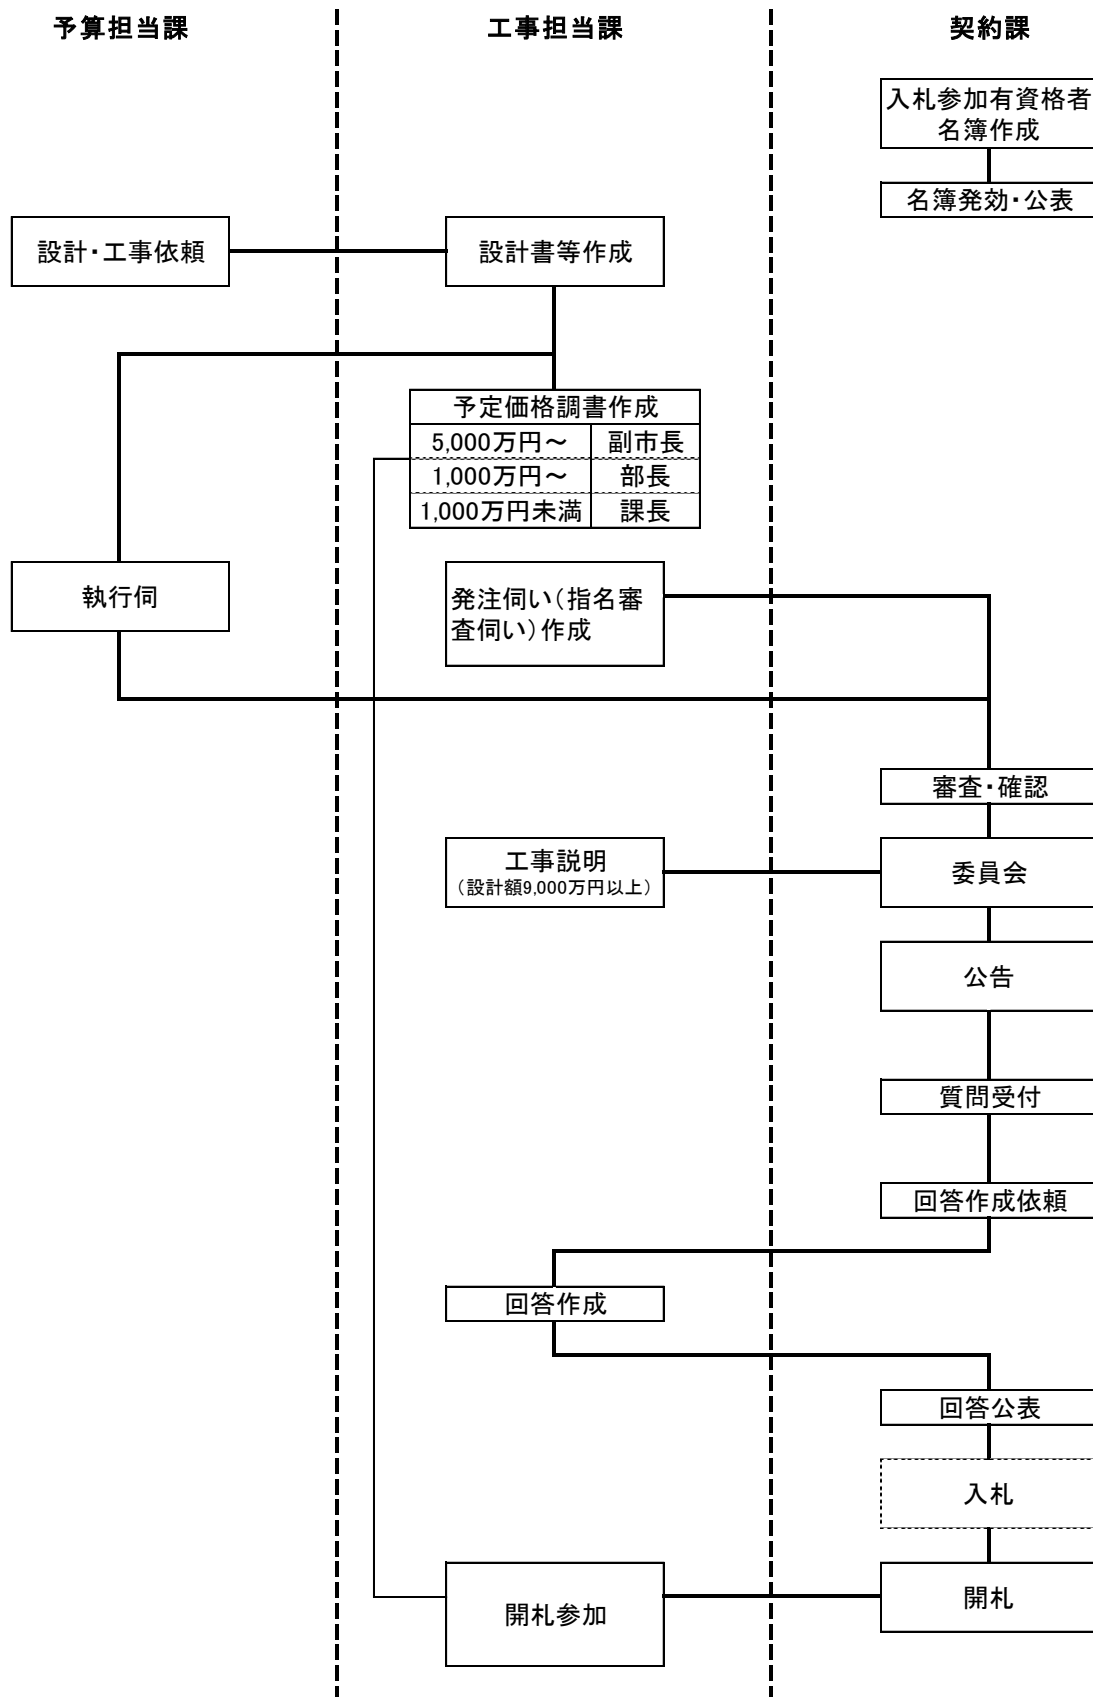 予算担当課
工事担当課
契約課
入札参加有資格者
名簿作成
名簿発効・公表
設計・工事依頼
設計書等作成
予定価格調書作成
5,000万円～ 副市長
1,000万円～ 部長
1,000万円未満 課長
執行伺
発注伺い（指名審
査伺い）作成
審査・確認
工事説明
（設計額9,000万円以上）
委員会
公告
質問受付
回答作成依頼
回答作成
回答公表
入札
開札参加
開札